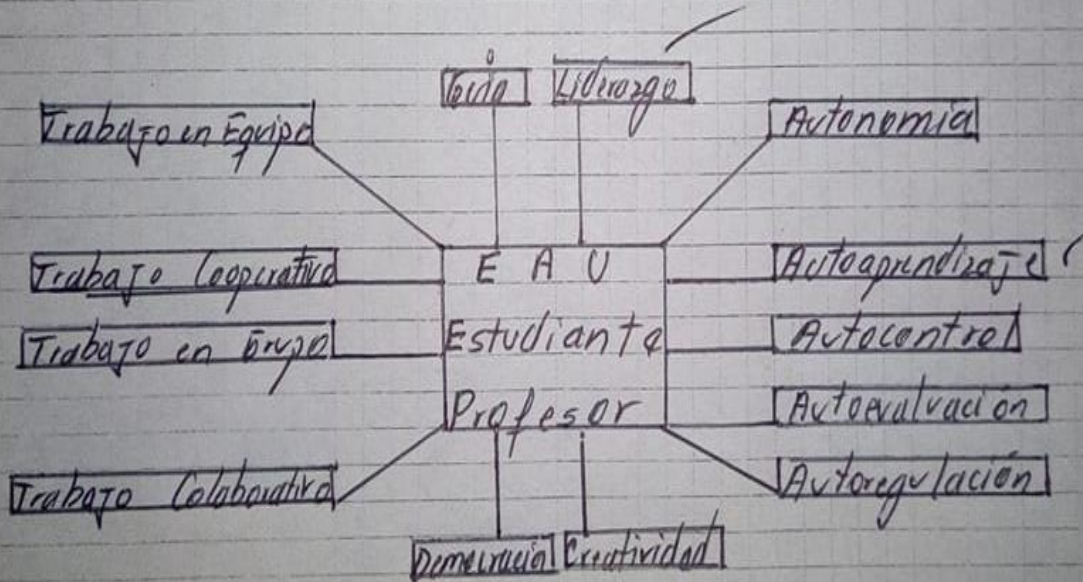 Guia
Liderazgo
Trabajo en Equipo
Autonomía
Trabajo Cooperativo
E A U
Autoaprendizaje
Trabajo en Grupo
Estudiante
Autocontrol
Profesor
Autoevaluación
Trabajo Colaborativo
Autoregulación
Democracia
Creatividad